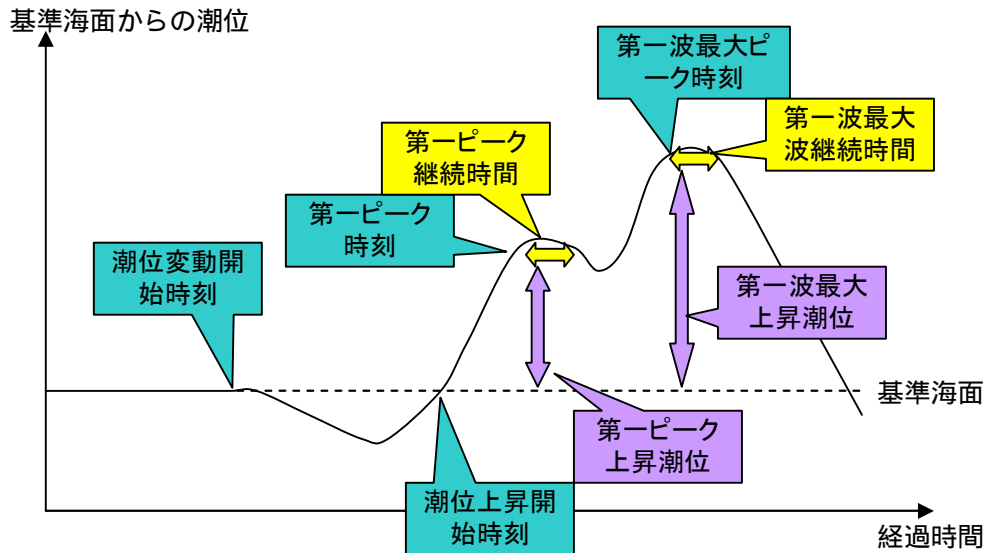 基準海面からの潮位
第一波最大ピ
ーク時刻
第一波最大
波継続時間
第一ピーク
継続時間
第一ピーク
時刻
潮位変動開
始時刻
第一波最大
上昇潮位
基準海面
第一ピーク
上昇潮位
潮位上昇開
始時刻
経過時間